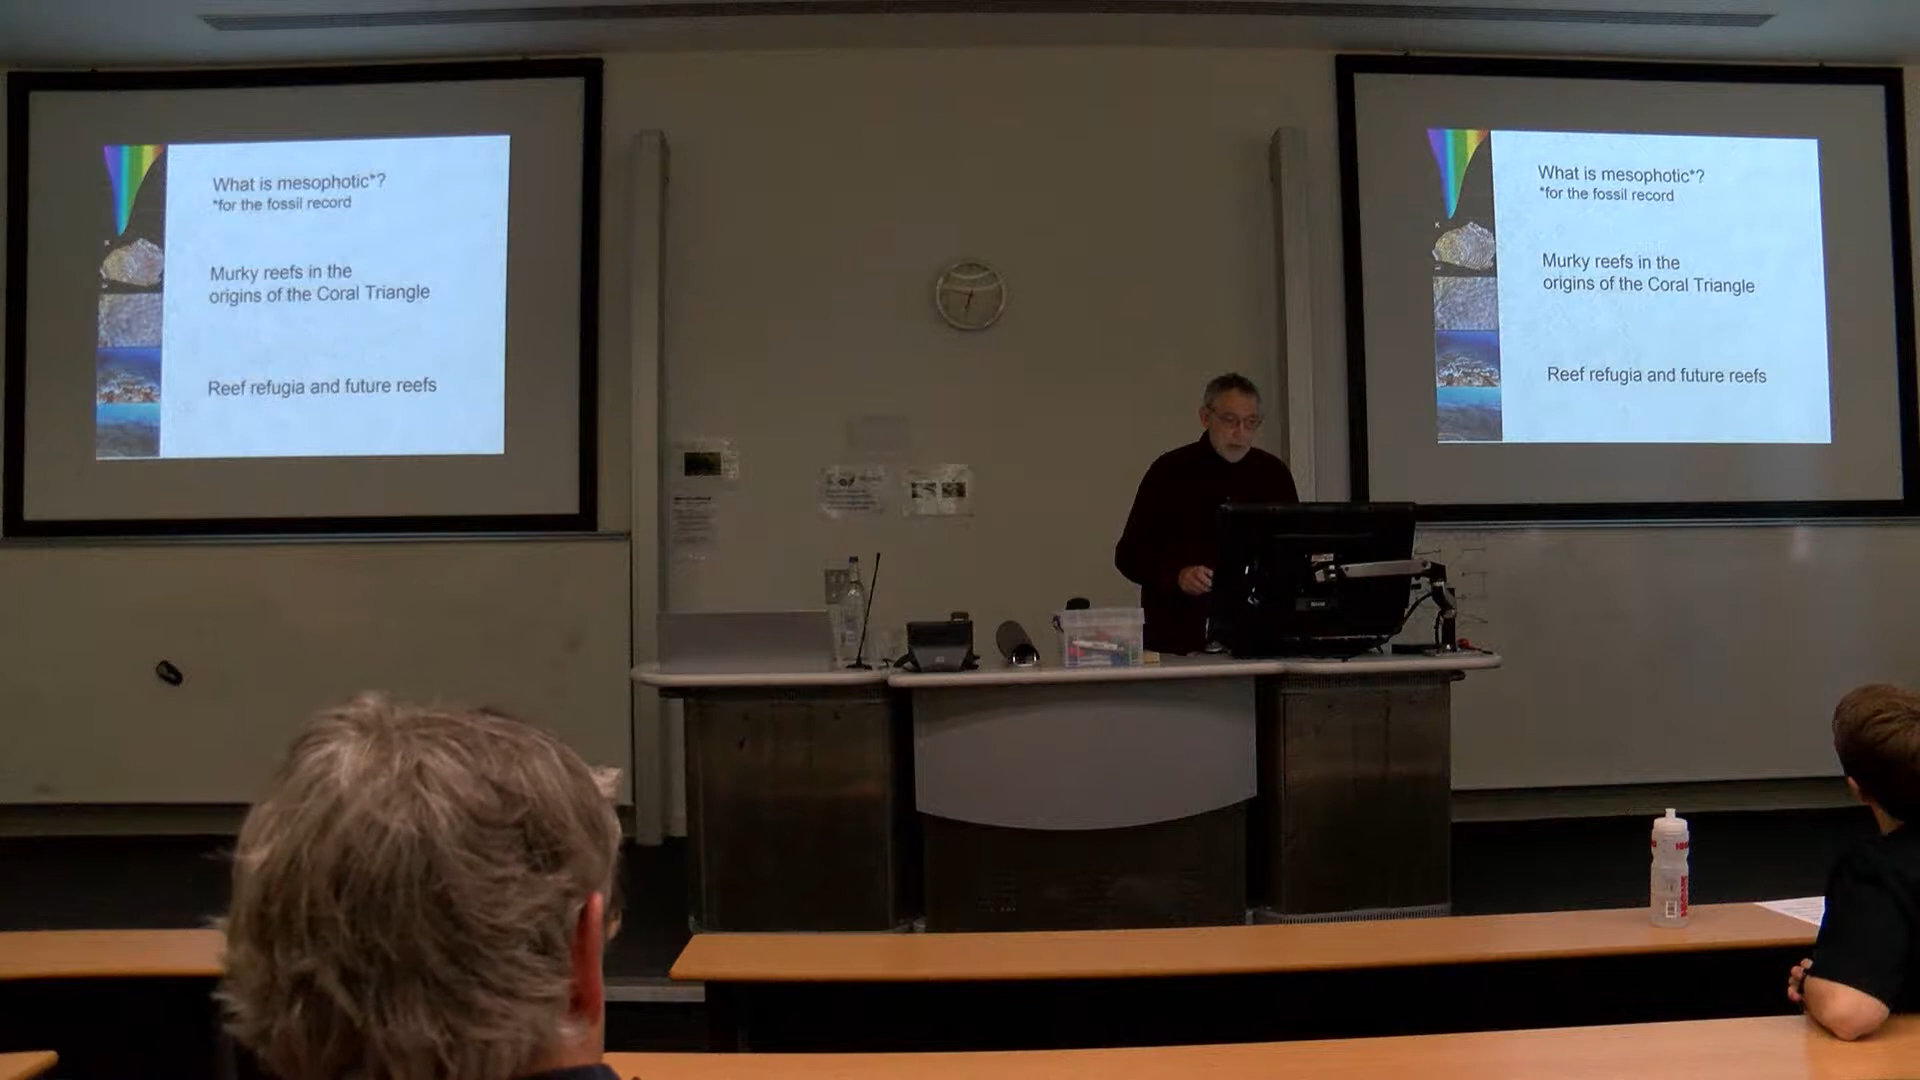 What is mesophotic*?
*for the fossil record
Murky reefs in the
origins of the Coral Triangle
Reef refugia and future reefs
What is mesophotic*?
*for the fossil record
Murky reefs in the
origins of the Coral Triangle
Reef refugia and future reefs